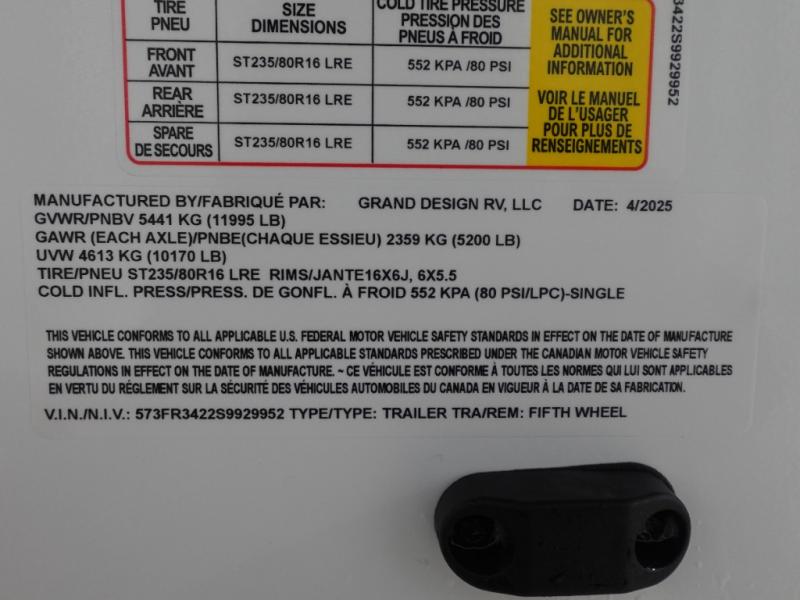 TIRE PNEU
SIZE DIMENSIONS
COLD TIRE PRESSURE
PRESSION DES
PNEUS À FROID
SEE OWNER'S
MANUAL FOR
ADDITIONAL
INFORMATION
FRONT
AVANT
ST235/80R16 LRE
552 KPA /80 PSI
REAR
ARRIÈRE
ST235/80R16 LRE
552 KPA /80 PSI
VOIR LE MANUEL
DE L'USAGER
POUR PLUS DE
RENSEIGNEMENTS
SPARE
DE SECOURS
ST235/80R16 LRE
552 KPA /80 PSI
3422S9929952
MANUFACTURED BY/FABRIQUÉ PAR: GRAND DESIGN RV, LLC DATE: 4/2025
GVWR/PNBV 5441 KG (11995 LB)
GAWR (EACH AXLE)/PNBE(CHAQUE ESSIEU) 2359 KG (5200 LB)
UVW 4613 KG (10170 LB)
TIRE/PNEU ST235/80R16 LRE RIMS/JANTE16X6J, 6X5.5
COLD INFL. PRESS/PRESS. DE GONFL. À FROID 552 KPA (80 PSI/LPC)-SINGLE
THIS VEHICLE CONFORMS TO ALL APPLICABLE U.S. FEDERAL MOTOR VEHICLE SAFETY STANDARDS IN EFFECT ON THE DATE OF MANUFACTURE
SHOWN ABOVE. THIS VEHICLE CONFORMS TO ALL APPLICABLE STANDARDS PRESCRIBED UNDER THE CANADIAN MOTOR VEHICLE SAFETY
REGULATIONS IN EFFECT ON THE DATE OF MANUFACTURE. ~ CE VÉHICULE EST CONFORME À TOUTES LES NORMES QUI LUI SONT APPLICABLES
EN VERTU DU RÉGLEMENT SUR LA SÉCURITÉ DES VÉHICULES AUTOMOBILES DU CANADA EN VIGUEUR À LA DATE DE SA FABRICATION.
V.I.N./N.I.V.: 573FR3422S9929952 TYPE/TYPE: TRAILER TRA/REM: FIFTH WHEEL